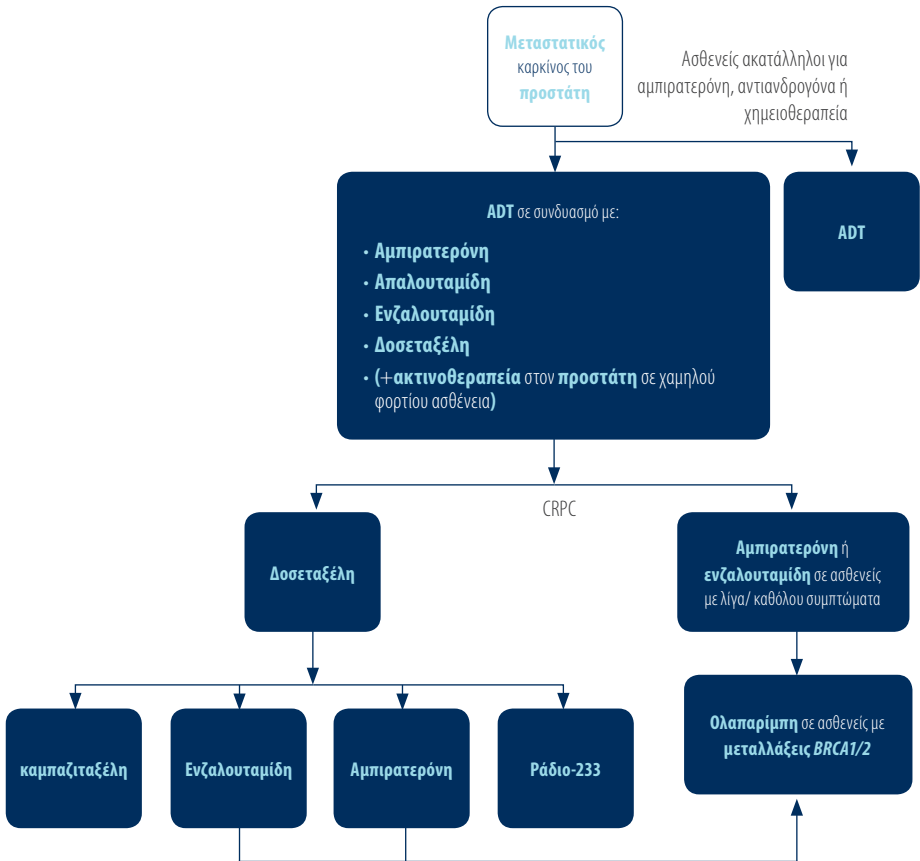 Μεταστατικός
καρκίνος του
προστάτη
Ασθενείς ακατάλληλοι για
αμπιρατερόνη, αντιανδρογόνα ή
χημειοθεραπεία
ADT σε συνδυασμό με:
• Αμπιρατερόνη
• Απαλουταμίδη
• Ενζαλουταμίδη
• Δοσεταξέλη
• (+ακτινοθεραπεία στον προστάτη σε χαμηλού
φορτίου ασθένεια)
ADT
CRPC
Δοσεταξέλη
Αμπιρατερόνη ή
ενζαλουταμίδη σε ασθενείς
με λίγα/ καθόλου συμπτώματα
καμπαζιταξέλη
Ενζαλουταμίδη
Αμπιρατερόνη
Ράδιο-233
Ολαπαρίμπη σε ασθενείς με
μεταλλάξεις BRCA1/2